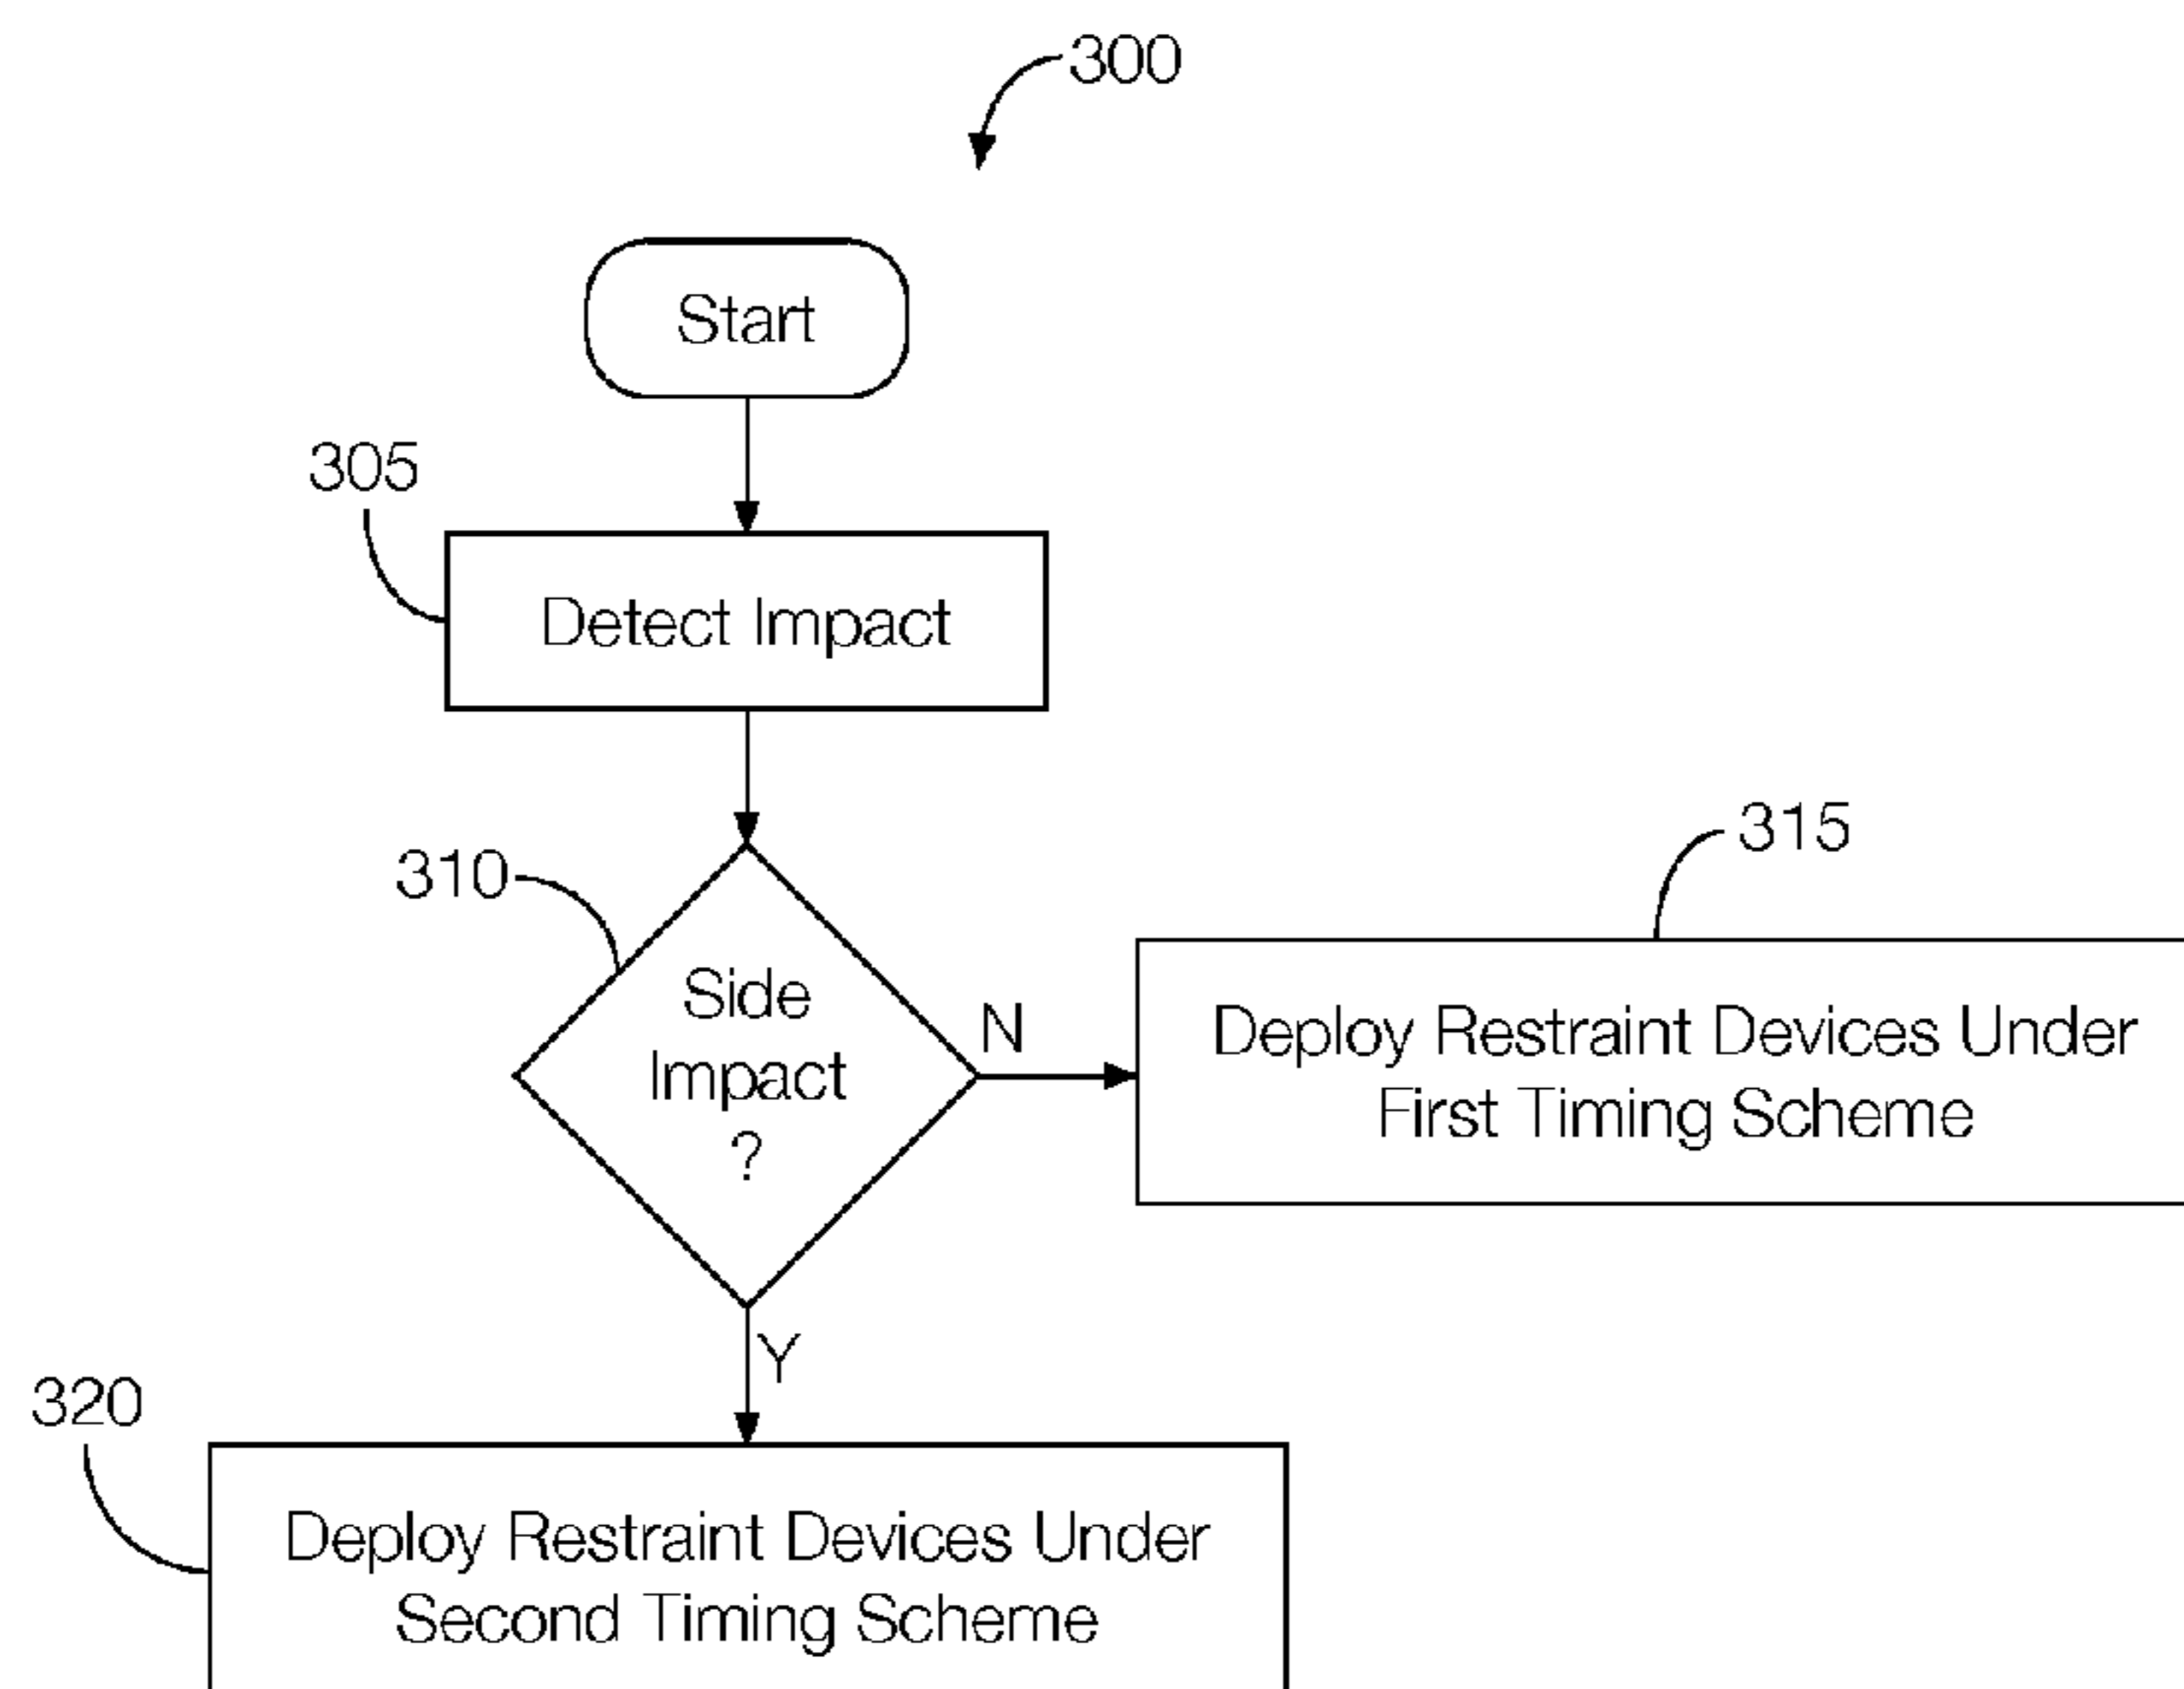 300
Start
305
Detect Impact
310
Side
Impact
?
N
315
Deploy Restraint Devices Under
First Timing Scheme
Y
320
Deploy Restraint Devices Under
Second Timing Scheme